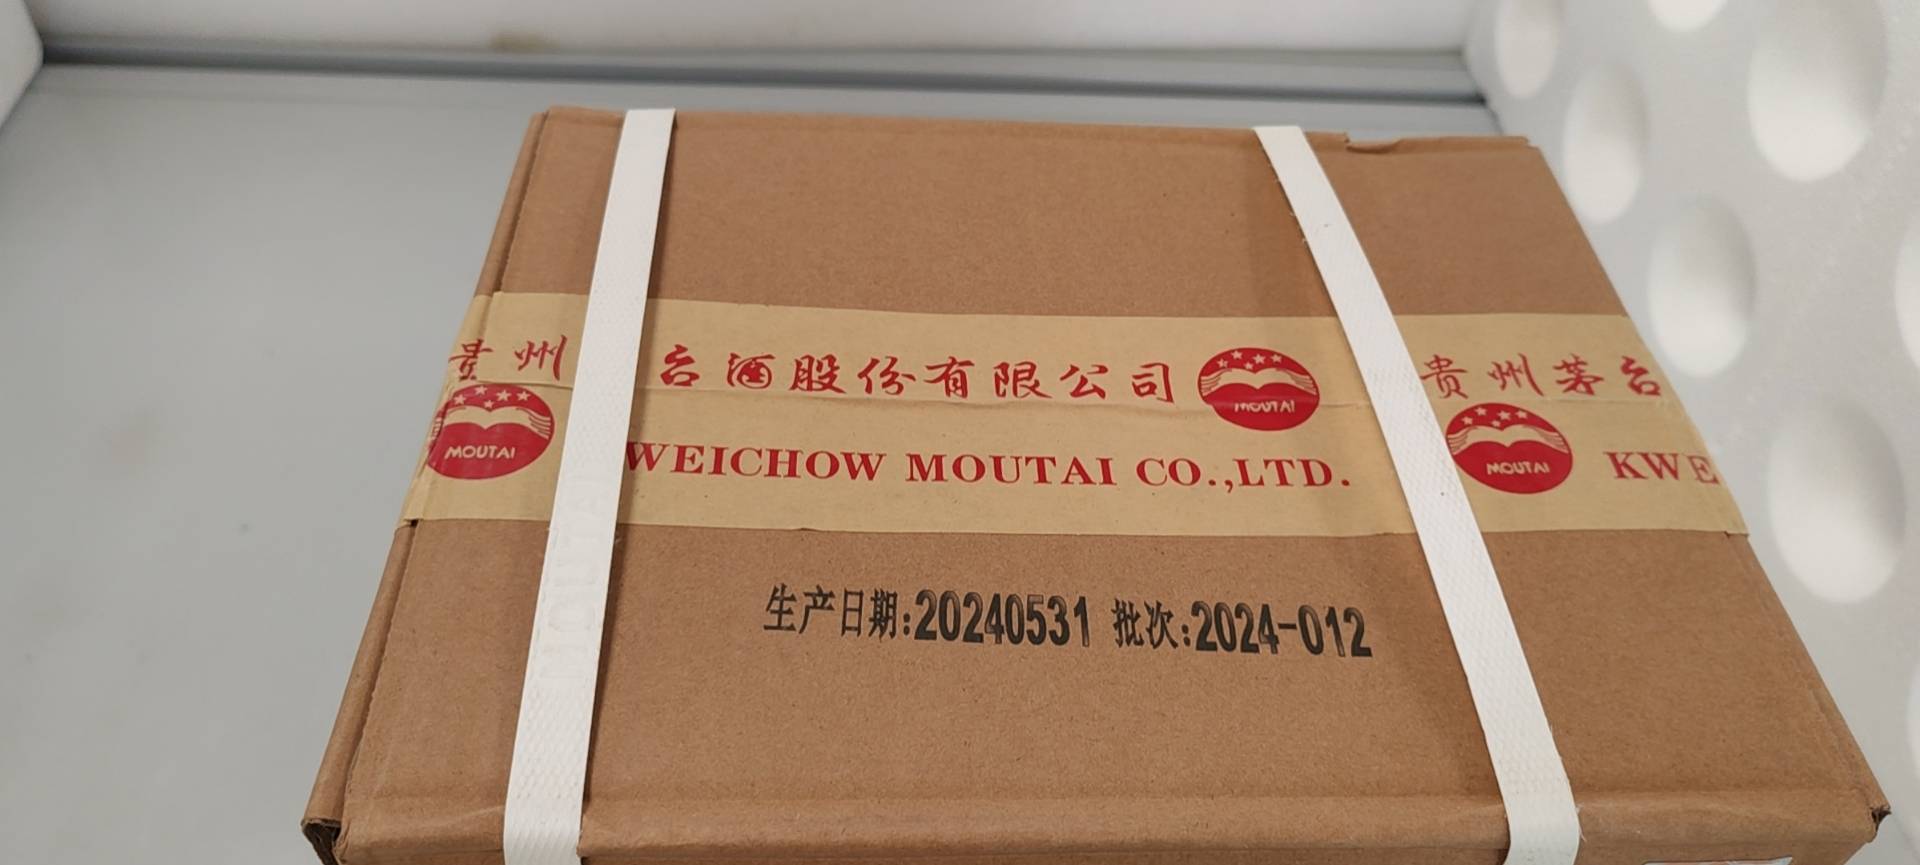 贵州 台酒股份有限公司 MOUTAI 贵州茅台
MOUTAI WEICHOW MOUTAI CO.,LTD. MOUTAI KWE
生产日期:20240531 批次:2024-012
MOUTAI